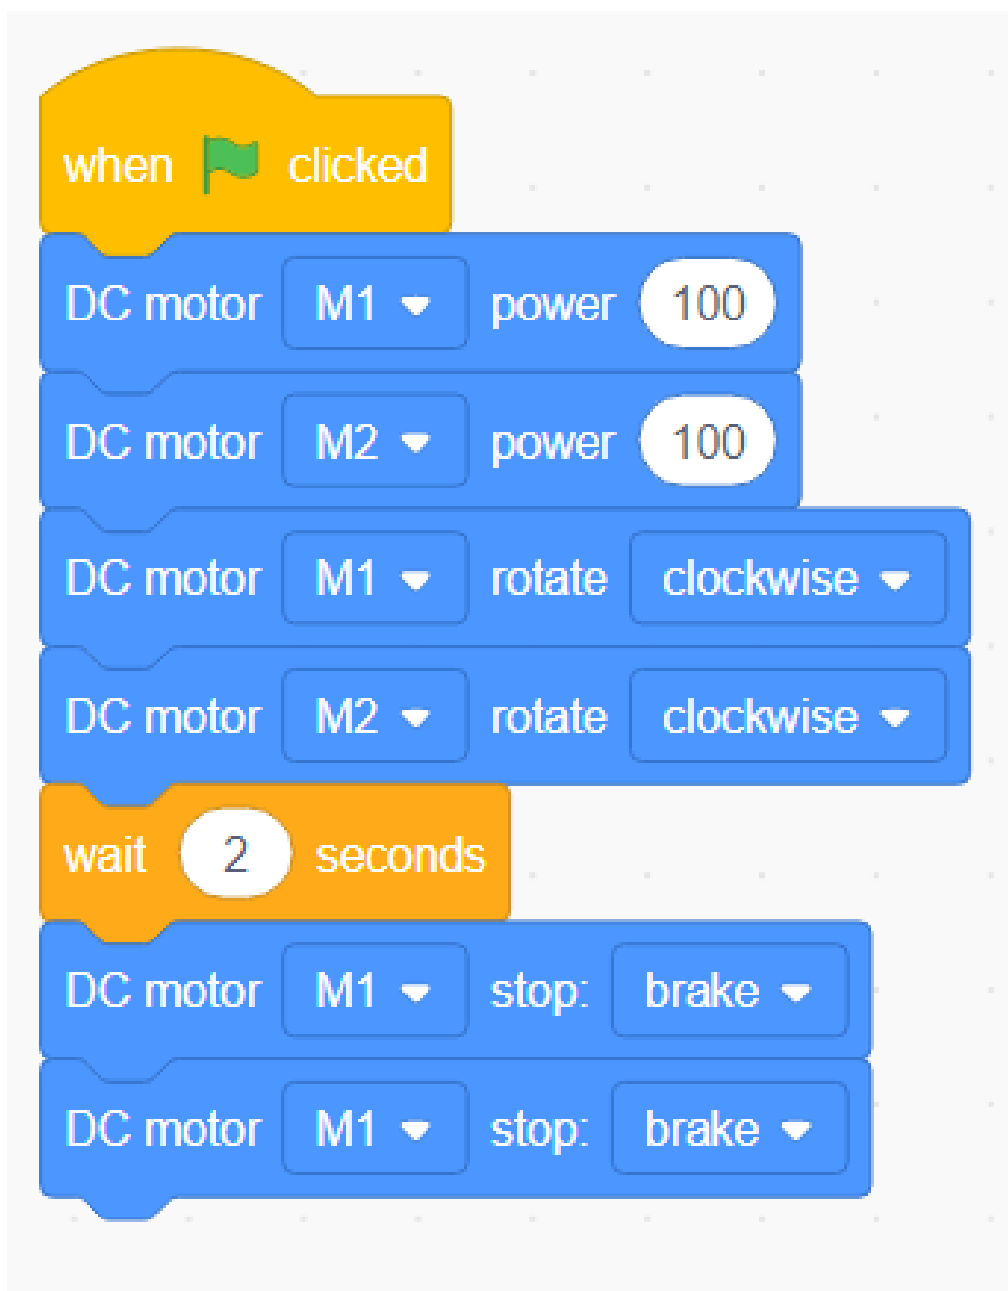 when clicked
DC motor M1 power 100
DC motor M2 power 100
DC motor M1 rotate clockwise
DC motor M2 rotate clockwise
wait 2 seconds
DC motor M1 stop: brake
DC motor M1 stop: brake